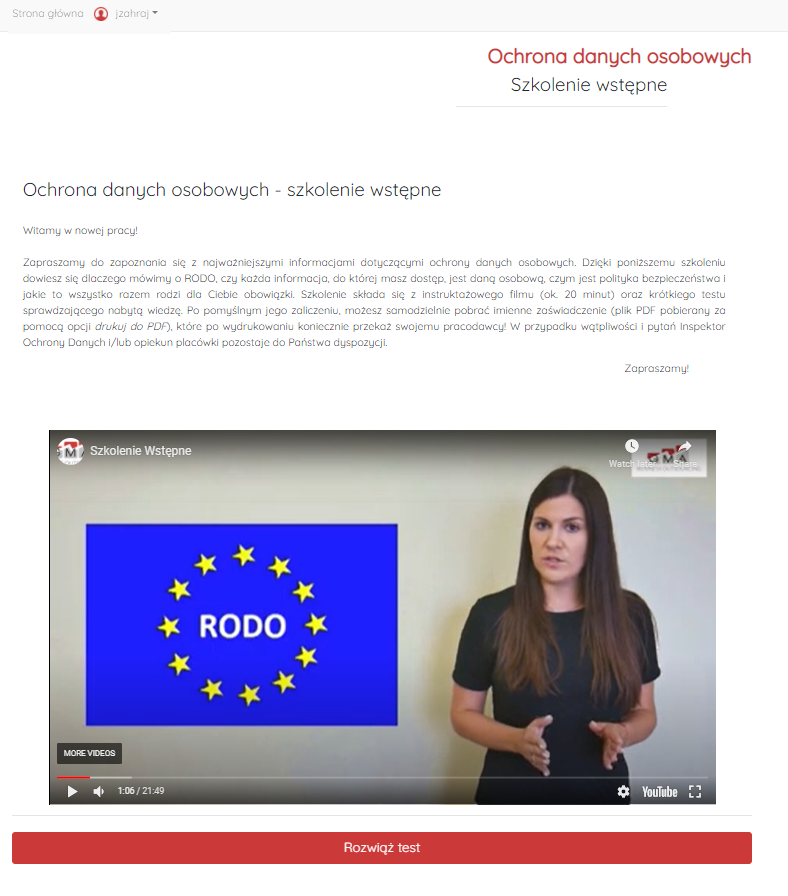 Strona główna jzahraj
Ochrona danych osobowych
Szkolenie wstępne
Ochrona danych osobowych - szkolenie wstępne
Witamy w nowej pracy!
Zapraszamy do zapoznania się z najważniejszymi informacjami dotyczącymi ochrony danych osobowych. Dzięki poniższemu szkoleniu
dowiesz się dlaczego mówimy o RODO, czy każda informacja, do której masz dostęp, jest daną osobową, czym jest polityka bezpieczeństwa i
jakie to wszystko razem rodzi dla Ciebie obowiązki. Szkolenie składa się z instruktażowego filmu (ok. 20 minut) oraz krótkiego testu
sprawdzającego nabytą wiedzę. Po pomyślnym jego zaliczeniu, możesz samodzielnie pobrać imienne zaświadczenie (plik PDF pobierany za
pomocą opcji drukuj do PDF), które po wydrukowaniu koniecznie przekaż swojemu pracodawcy! W przypadku wątpliwości i pytań Inspektor
Ochrony Danych i/lub opiekun placówki pozostaje do Państwa dyspozycji.
Zapraszamy!
M Szkolenie Wstępne
Watch later Share
GMA
RODO
MORE VIDEOS
1:06 / 21:49
YouTube
Rozwiąż test